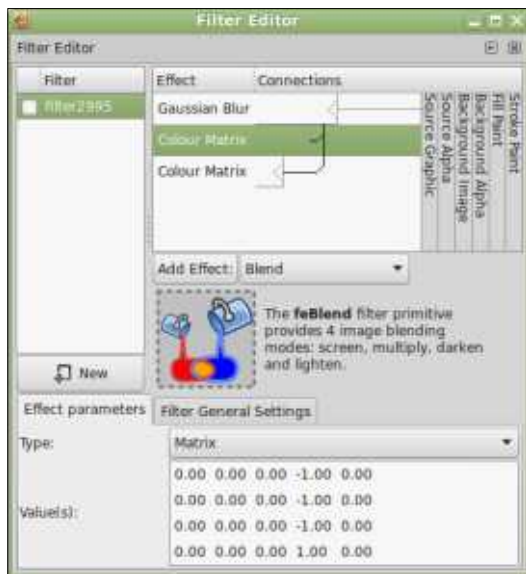 Filter Editor
Filter Editor
Filter
filter2995
Effect Connections
Gaussian Blur
Colour Matrix
Colour Matrix
Source Graphic
Source Alpha
Background Image
Background Alpha
Fill Paint
Stroke Paint
Add Effect: Blend
The feBlend filter primitive
provides 4 image blending
modes: screen, multiply, darken
and lighten.
New
Effect parameters Filter General Settings
Type: Matrix
Value(s):
0.00 0.00 0.00 -1.00 0.00
0.00 0.00 0.00 -1.00 0.00
0.00 0.00 0.00 -1.00 0.00
0.00 0.00 0.00 1.00 0.00